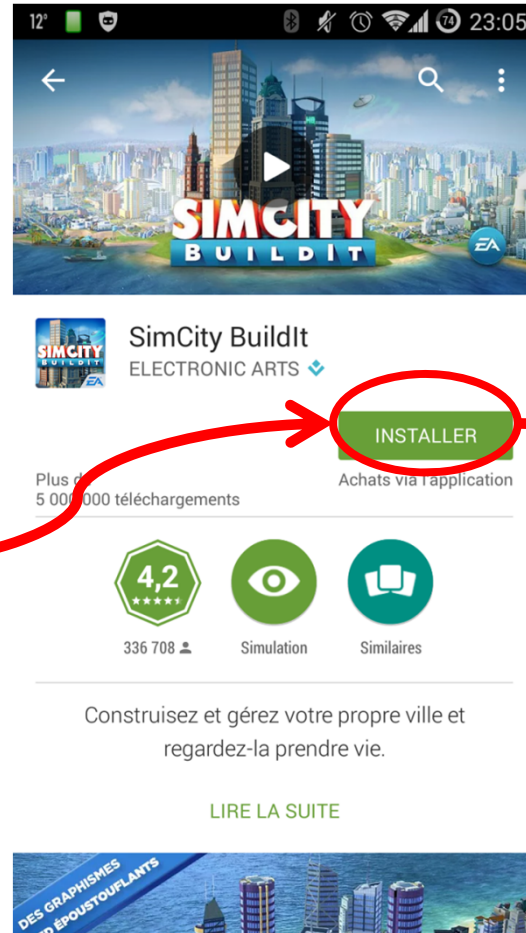 12°
74 23:05
SIMCITY
BUILDIT
EA
SIMCITY
BUILDIT
EA
SimCity BuildIt
ELECTRONIC ARTS
INSTALLER
Plus d
5 000 000 téléchargements
Achats via l'application
4,2
336 708
Simulation
Similaires
Construisez et gérez votre propre ville et
regardez-la prendre vie.
LIRE LA SUITE
DES GRAPHISMES
ÉPOUSTOUFLANTS